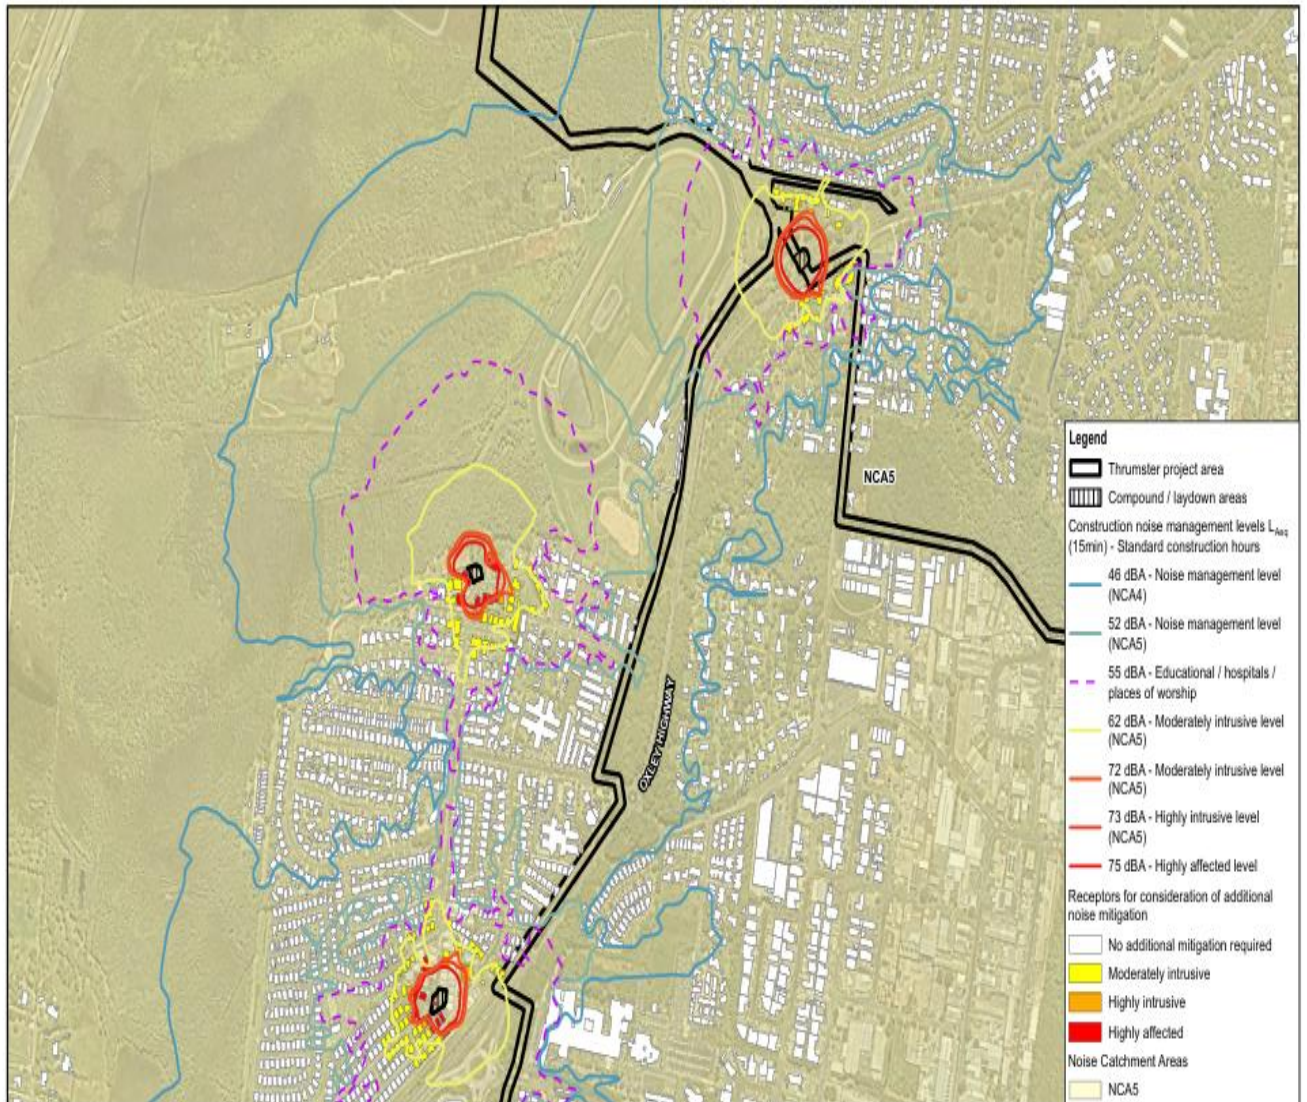 NCA5
OXLEY HIGHWAY
Legend
Thrumster project area
Compound / laydown areas
Construction noise management levels LAeq
(15min) - Standard construction hours
46 dBA - Noise management level
(NCA4)
52 dBA - Noise management level
(NCA5)
55 dBA - Educational / hospitals /
places of worship
62 dBA - Moderately intrusive level
(NCA5)
72 dBA - Moderately intrusive level
(NCA5)
73 dBA - Highly intrusive level
(NCA5)
75 dBA - Highly affected level
Receptors for consideration of additional
noise mitigation
No additional mitigation required
Moderately intrusive
Highly intrusive
Highly affected
Noise Catchment Areas
NCA5